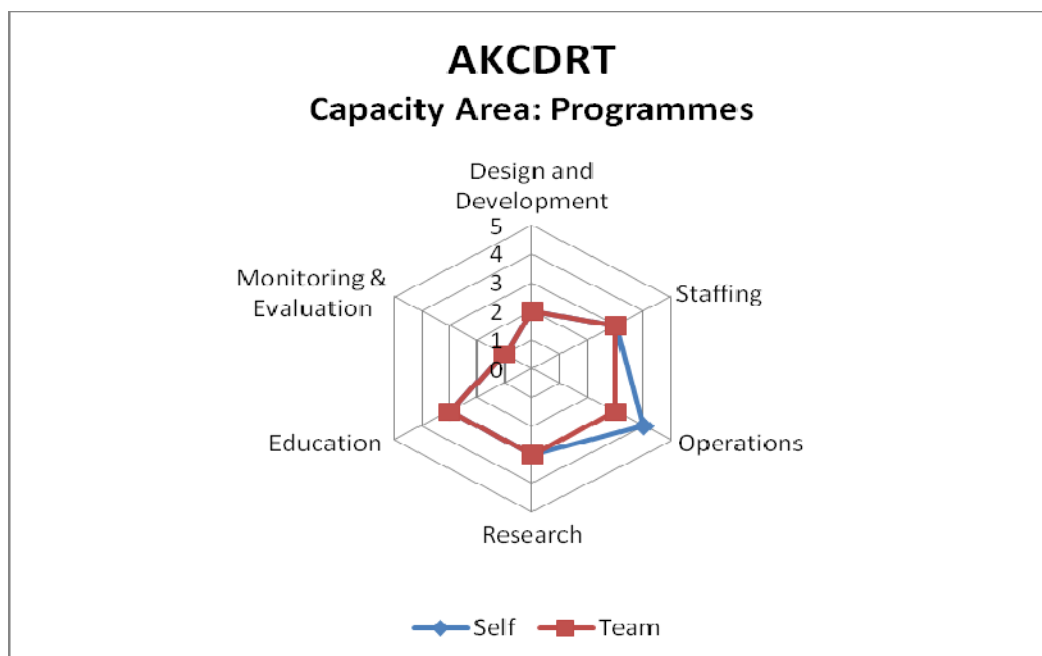 AKCDRT
Capacity Area: Programmes
Design and
Development
5
4
3
2
1
0
Monitoring &
Evaluation
Staffing
Education
Operations
Research
Self
Team